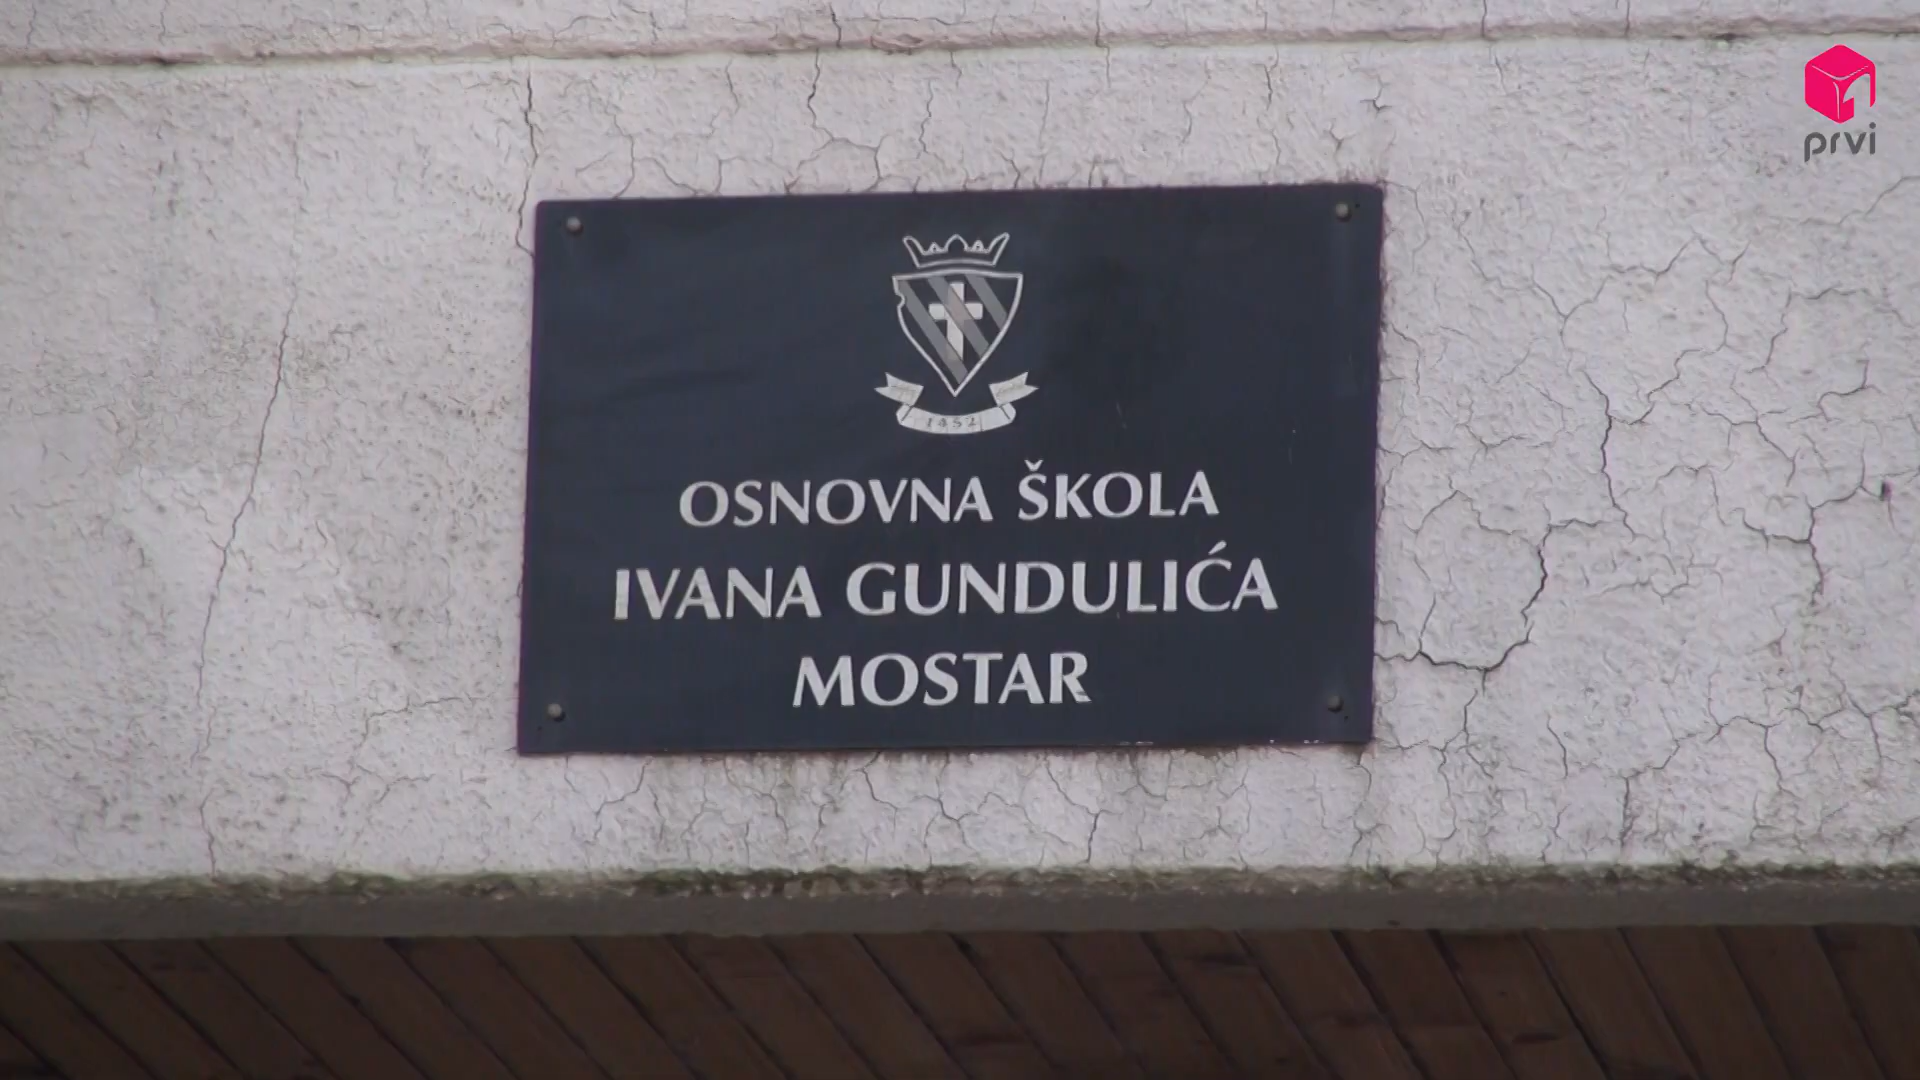 prvi
1452
OSNOVNA ŠKOLA
IVANA GUNDULIĆA
MOSTAR